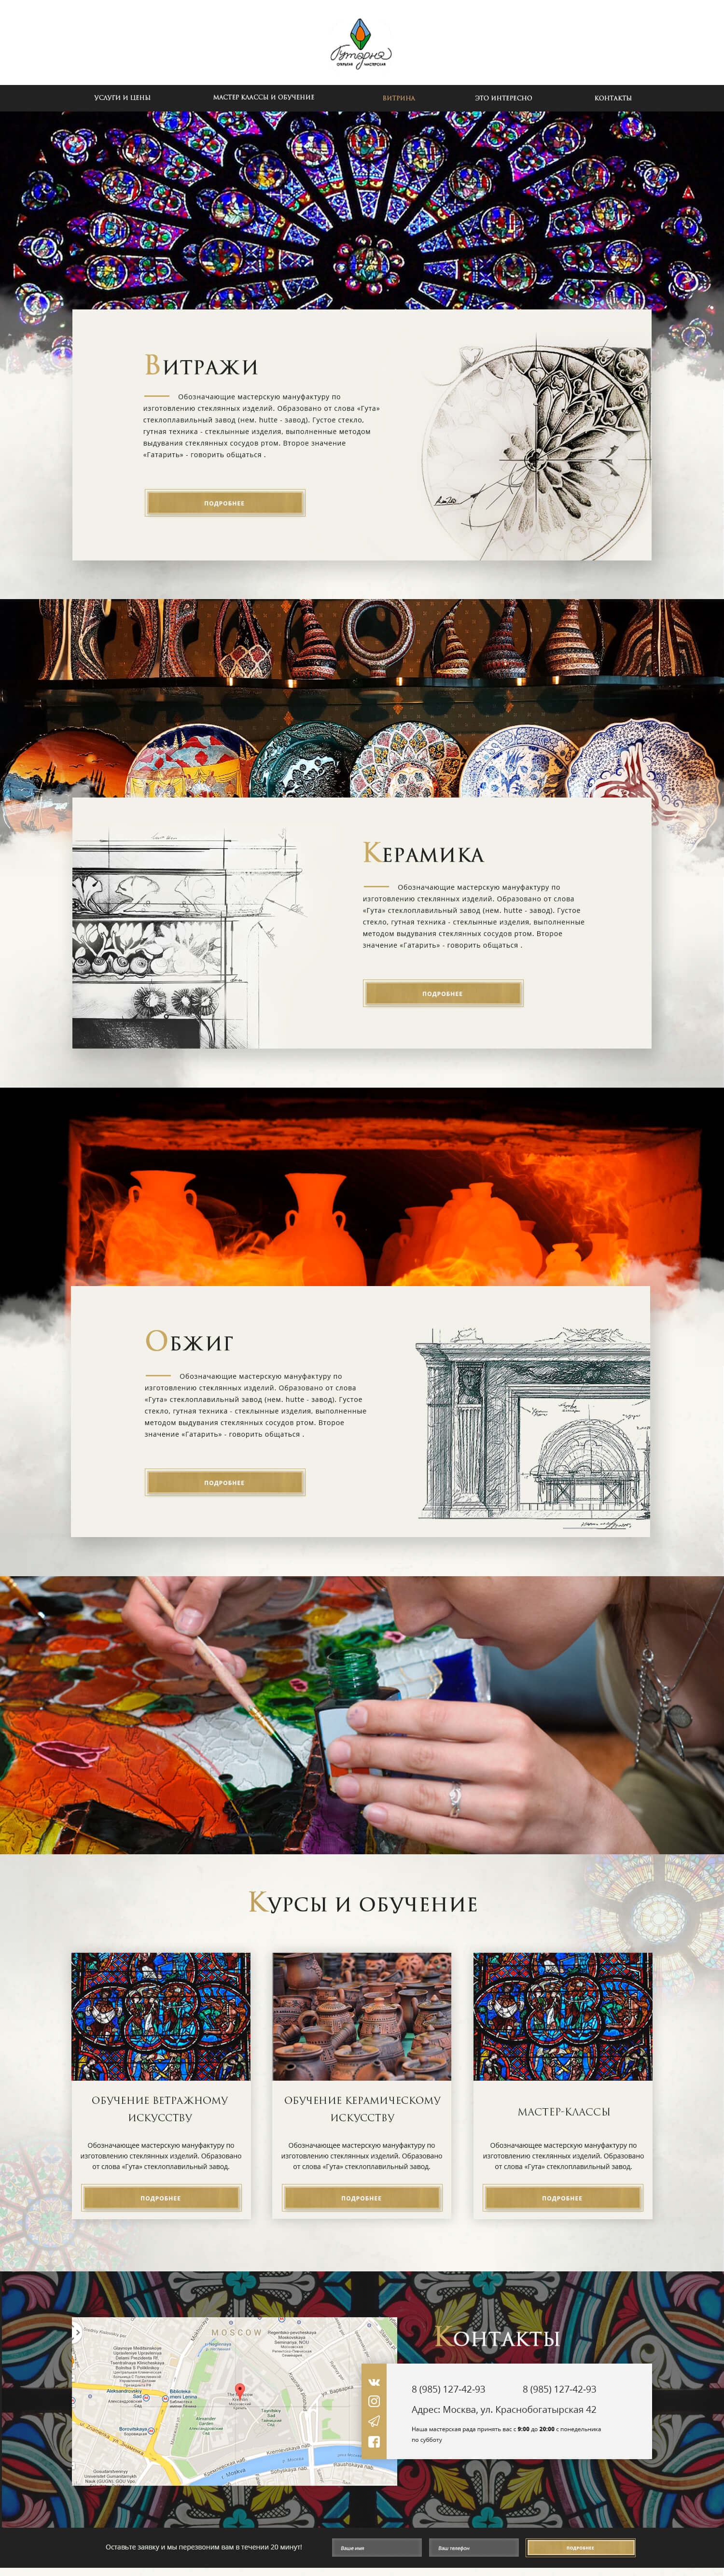 Гутарня
ОТКРЫТАЯ МАСТЕРСКАЯ
УСЛУГИ И ЦЕНЫ
МАСТЕР КЛАССЫ И ОБУЧЕНИЕ
ВИТРИНА
ЭТО ИНТЕРЕСНО
КОНТАКТЫ
ВИТРАЖИ
Обозначающие мастерскую мануфактуру по
изготовлению стеклянных изделий. Образовано от слова «Гута»
стеклоплавильный завод (нем. hutte - завод). Густое стекло,
гутная техника - стеклынные изделия, выполненные методом
выдувания стеклянных сосудов ртом. Второе значение
«Гатарить» - говорить общаться .
ПОДРОБНЕЕ
КЕРАМИКА
Обозначающие мастерскую мануфактуру по
изготовлению стеклянных изделий. Образовано от слова
«Гута» стеклоплавильный завод (нем. hutte - завод). Густое
стекло, гутная техника - стеклынные изделия, выполненные
методом выдувания стеклянных сосудов ртом. Второе
значение «Гатарить» - говорить общаться .
ПОДРОБНЕЕ
ОБЖИГ
Обозначающие мастерскую мануфактуру по
изготовлению стеклянных изделий. Образовано от слова
«Гута» стеклоплавильный завод (нем. hutte - завод). Густое
стекло, гутная техника - стеклынные изделия, выполненные
методом выдувания стеклянных сосудов ртом. Второе
значение «Гатарить» - говорить общаться .
ПОДРОБНЕЕ
КУРСЫ И ОБУЧЕНИЕ
ОБУЧЕНИЕ ВЕТРАЖНОМУ
ИСКУССТВУ
Обозначающее мастерскую мануфактуру по
изготовлению стеклянных изделий. Образовано
от слова «Гута» стеклоплавильный завод.
ПОДРОБНЕЕ
ОБУЧЕНИЕ КЕРАМИЧЕСКОМУ
ИСКУССТВУ
Обозначающее мастерскую мануфактуру по
изготовлению стеклянных изделий. Образовано
от слова «Гута» стеклоплавильный завод.
ПОДРОБНЕЕ
МАСТЕР-КЛАССЫ
Обозначающее мастерскую мануфактуру по
изготовлению стеклянных изделий. Образовано
от слова «Гута» стеклоплавильный завод.
ПОДРОБНЕЕ
КОНТАКТЫ
MOSCOW
8 (985) 127-42-93
8 (985) 127-42-93
Адрес: Москва, ул. Краснобогатырская 42
Наша мастерская рада принять вас с 9:00 до 20:00 с понедельника
по субботу
Оставьте заявку и мы перезвоним вам в течении 20 минут!
Ваше имя
Ваш телефон
ПОДРОБНЕЕ